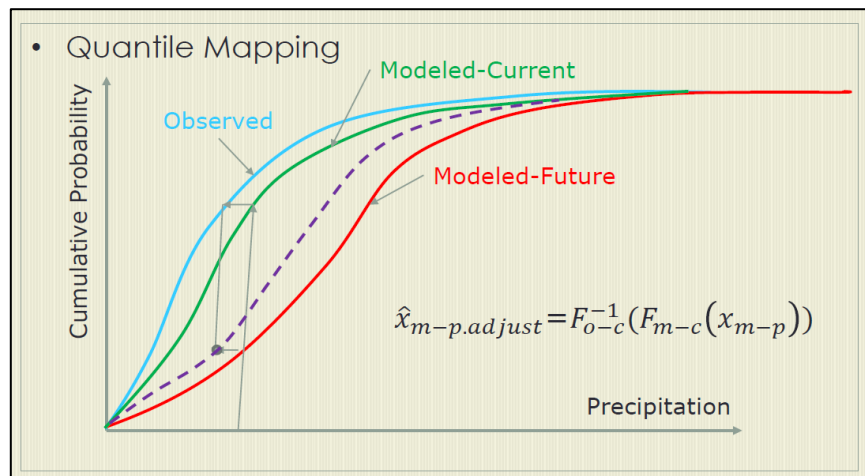 • Quantile Mapping
Modeled-Current
Observed
Modeled-Future
Cumulative Probability
x̂ₘ₋ₚ.adjust=F⁻¹ₒ₋c(Fₘ₋c(xₘ₋ₚ))
Precipitation